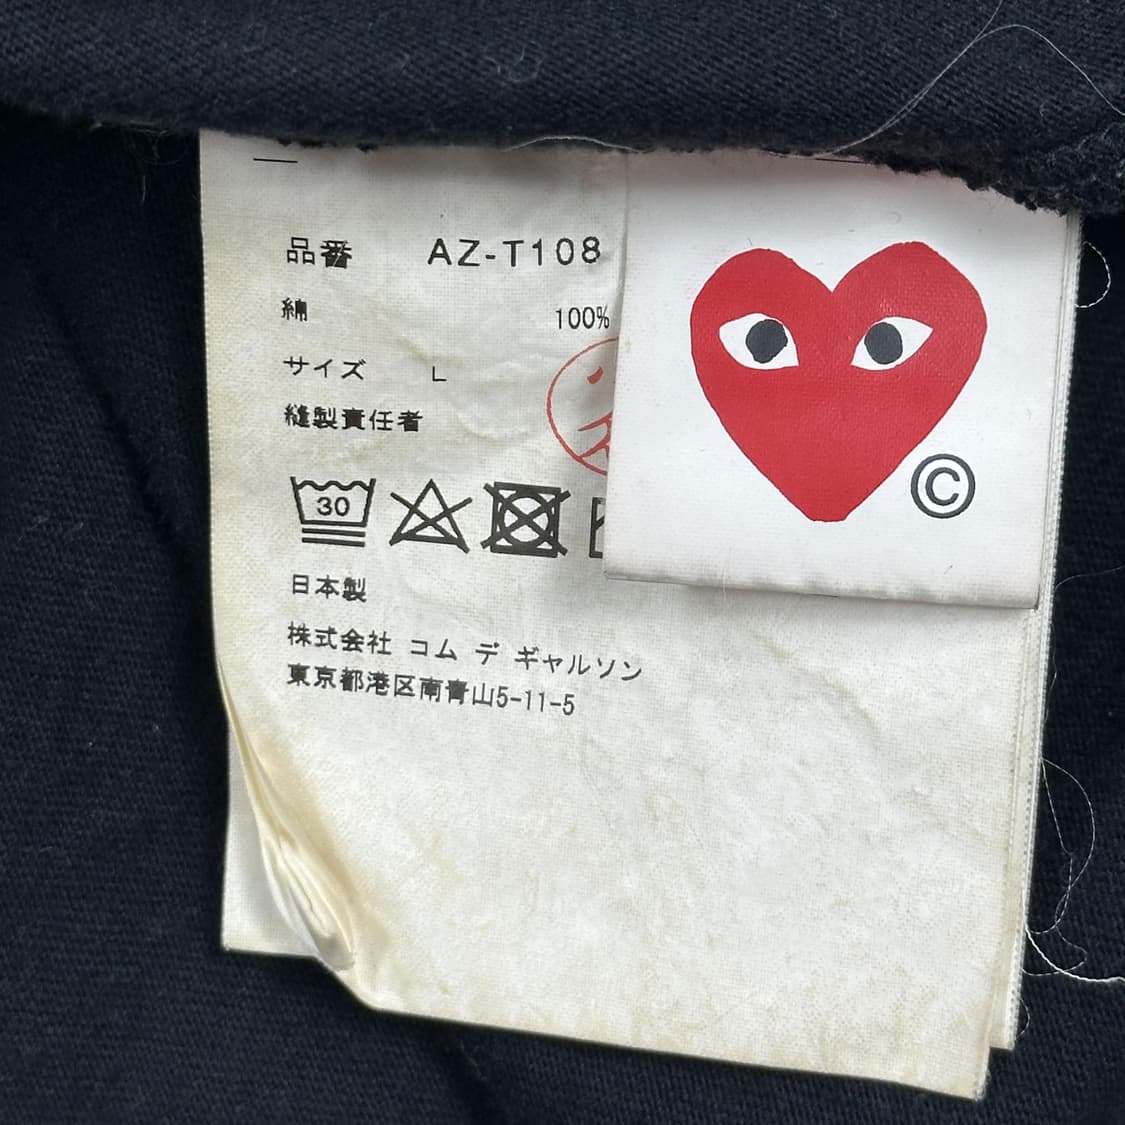 品番 AZ-T108
綿 100%
サイズ L
縫製責任者
30
日本製
株式会社 コム デ ギャルソン
東京都港区南青山5-11-5
©